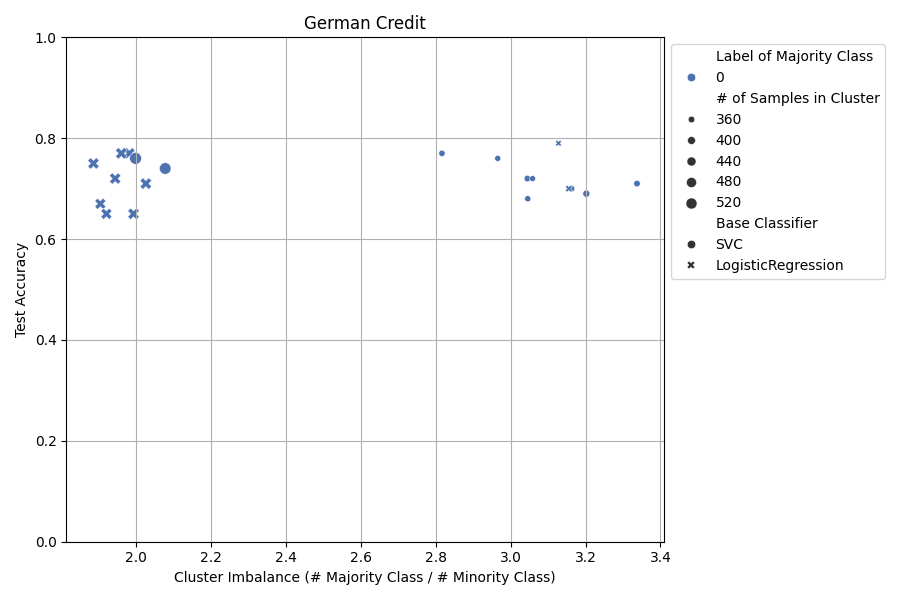 German Credit
1.0
0.8
0.6
0.4
0.2
0.0
Test Accuracy
2.0 2.2 2.4 2.6 2.8 3.0 3.2 3.4
Cluster Imbalance (# Majority Class / # Minority Class)
Label of Majority Class
0
# of Samples in Cluster
360
400
440
480
520
Base Classifier
SVC
LogisticRegression